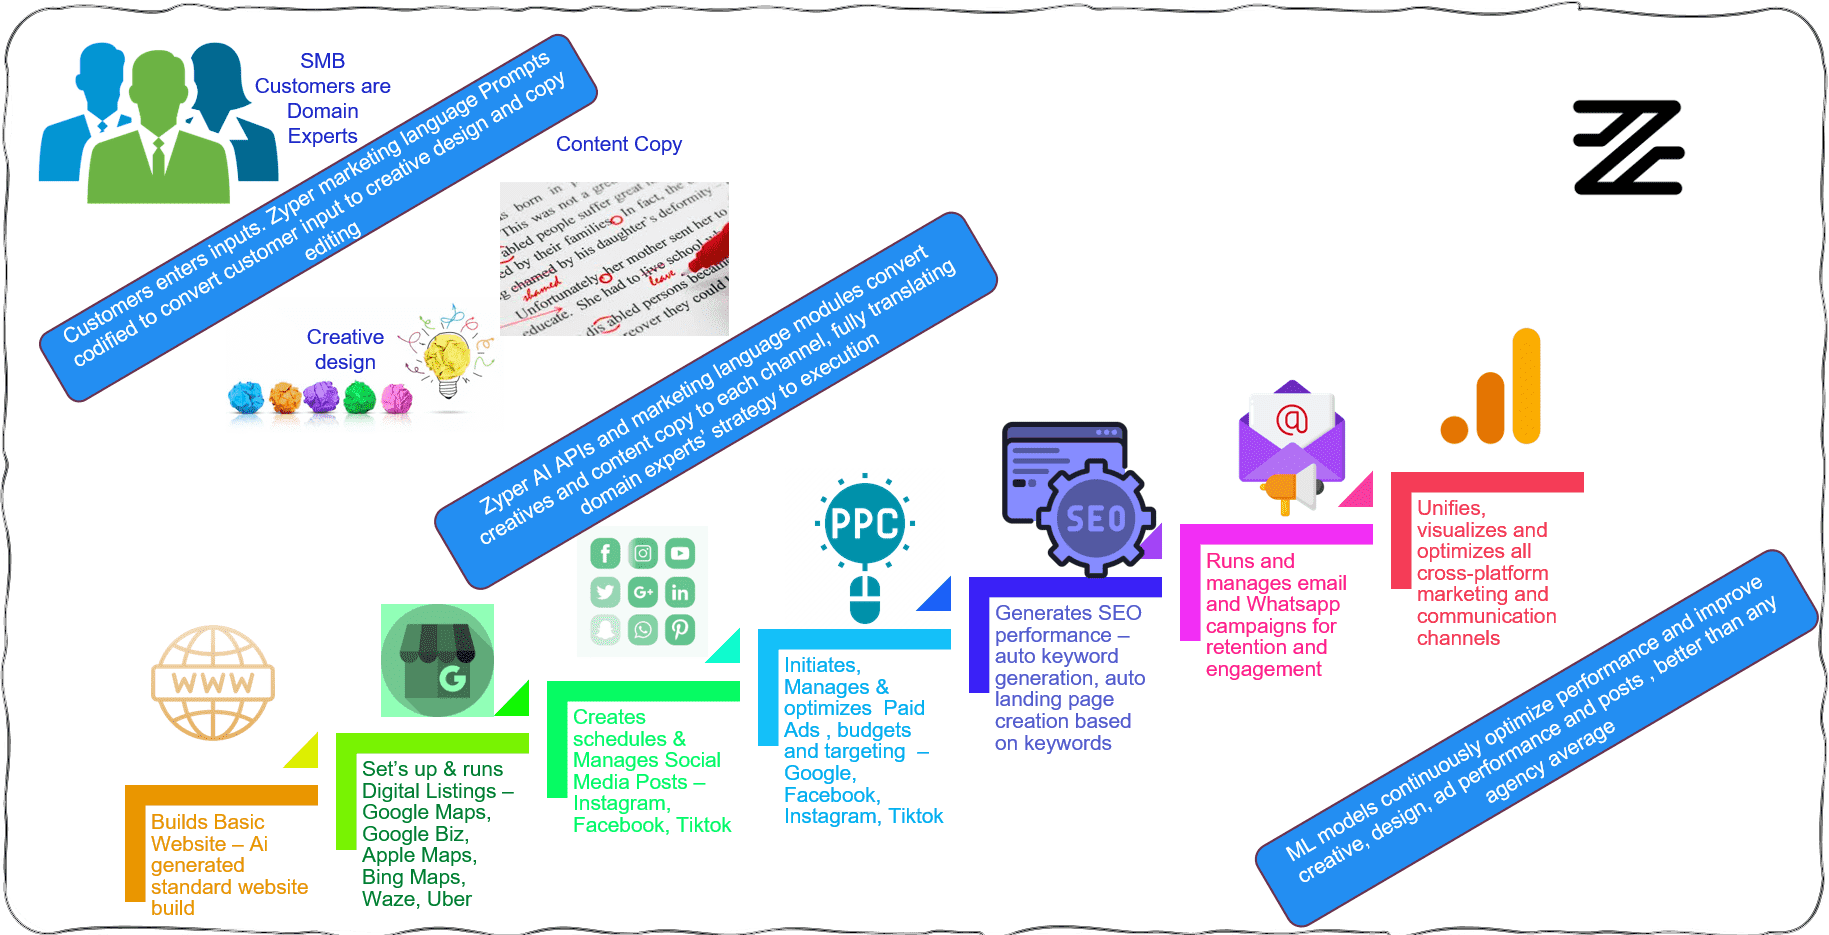 SMB
Customers are
Domain
Experts
Customers enters inputs. Zyper marketing language Prompts
codified to convert customer input to creative design and copy
editing
Content Copy
s born in
This was not a gre
abled people suffer great
ed by their families. In fact, the
g chamed by his daughter's deformity –
shamed
Unfortunately her mother sent her to
educate. She had to live school
leave
disabled persons became
reover they could
Creative
design
Zyper AI APIs and marketing language modules convert
creatives and content copy to each channel, fully translating
domain experts' strategy to execution
WWW
G
G+
in
PPC
SEO
@
Builds Basic
Website – Ai
generated
standard website
build
Set's up & runs
Digital Listings –
Google Maps,
Google Biz,
Apple Maps,
Bing Maps,
Waze, Uber
Creates
schedules &
Manages Social
Media Posts –
Instagram,
Facebook, Tiktok
Initiates,
Manages &
optimizes Paid
Ads , budgets
and targeting –
Google,
Facebook,
Instagram, Tiktok
Generates SEO
performance –
auto keyword
generation, auto
landing page
creation based
on keywords
Runs and
manages email
and Whatsapp
campaigns for
retention and
engagement
Unifies,
visualizes and
optimizes all
cross-platform
marketing and
communication
channels
ML models continuously optimize performance and improve
creative, design, ad performance and posts , better than any
agency average